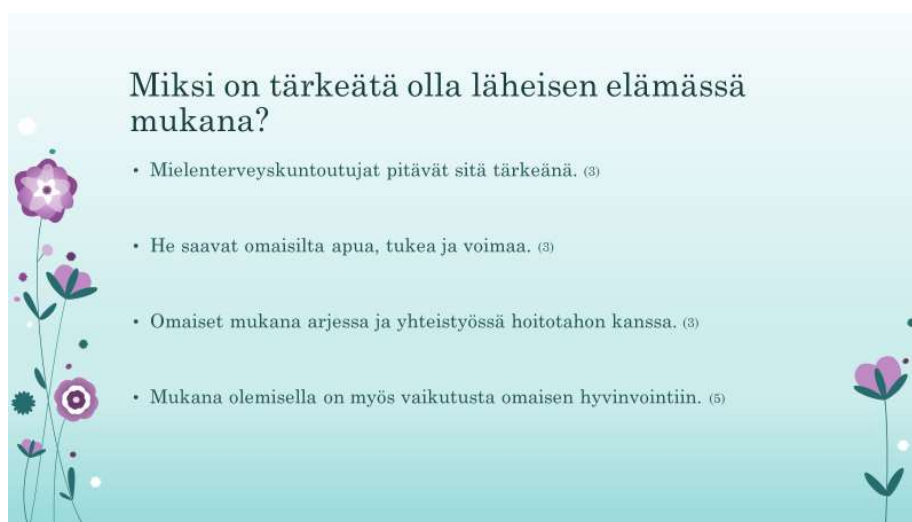 Miksi on tärkeätä olla läheisen elämässä
mukana?
• Mielenterveyskuntoutujat pitävät sitä tärkeänä. (3)
• He saavat omaisilta apua, tukea ja voimaa. (3)
• Omaiset mukana arjessa ja yhteistyössä hoitotahon kanssa. (3)
• Mukana olemisella on myös vaikutusta omaisen hyvinvointiin. (5)